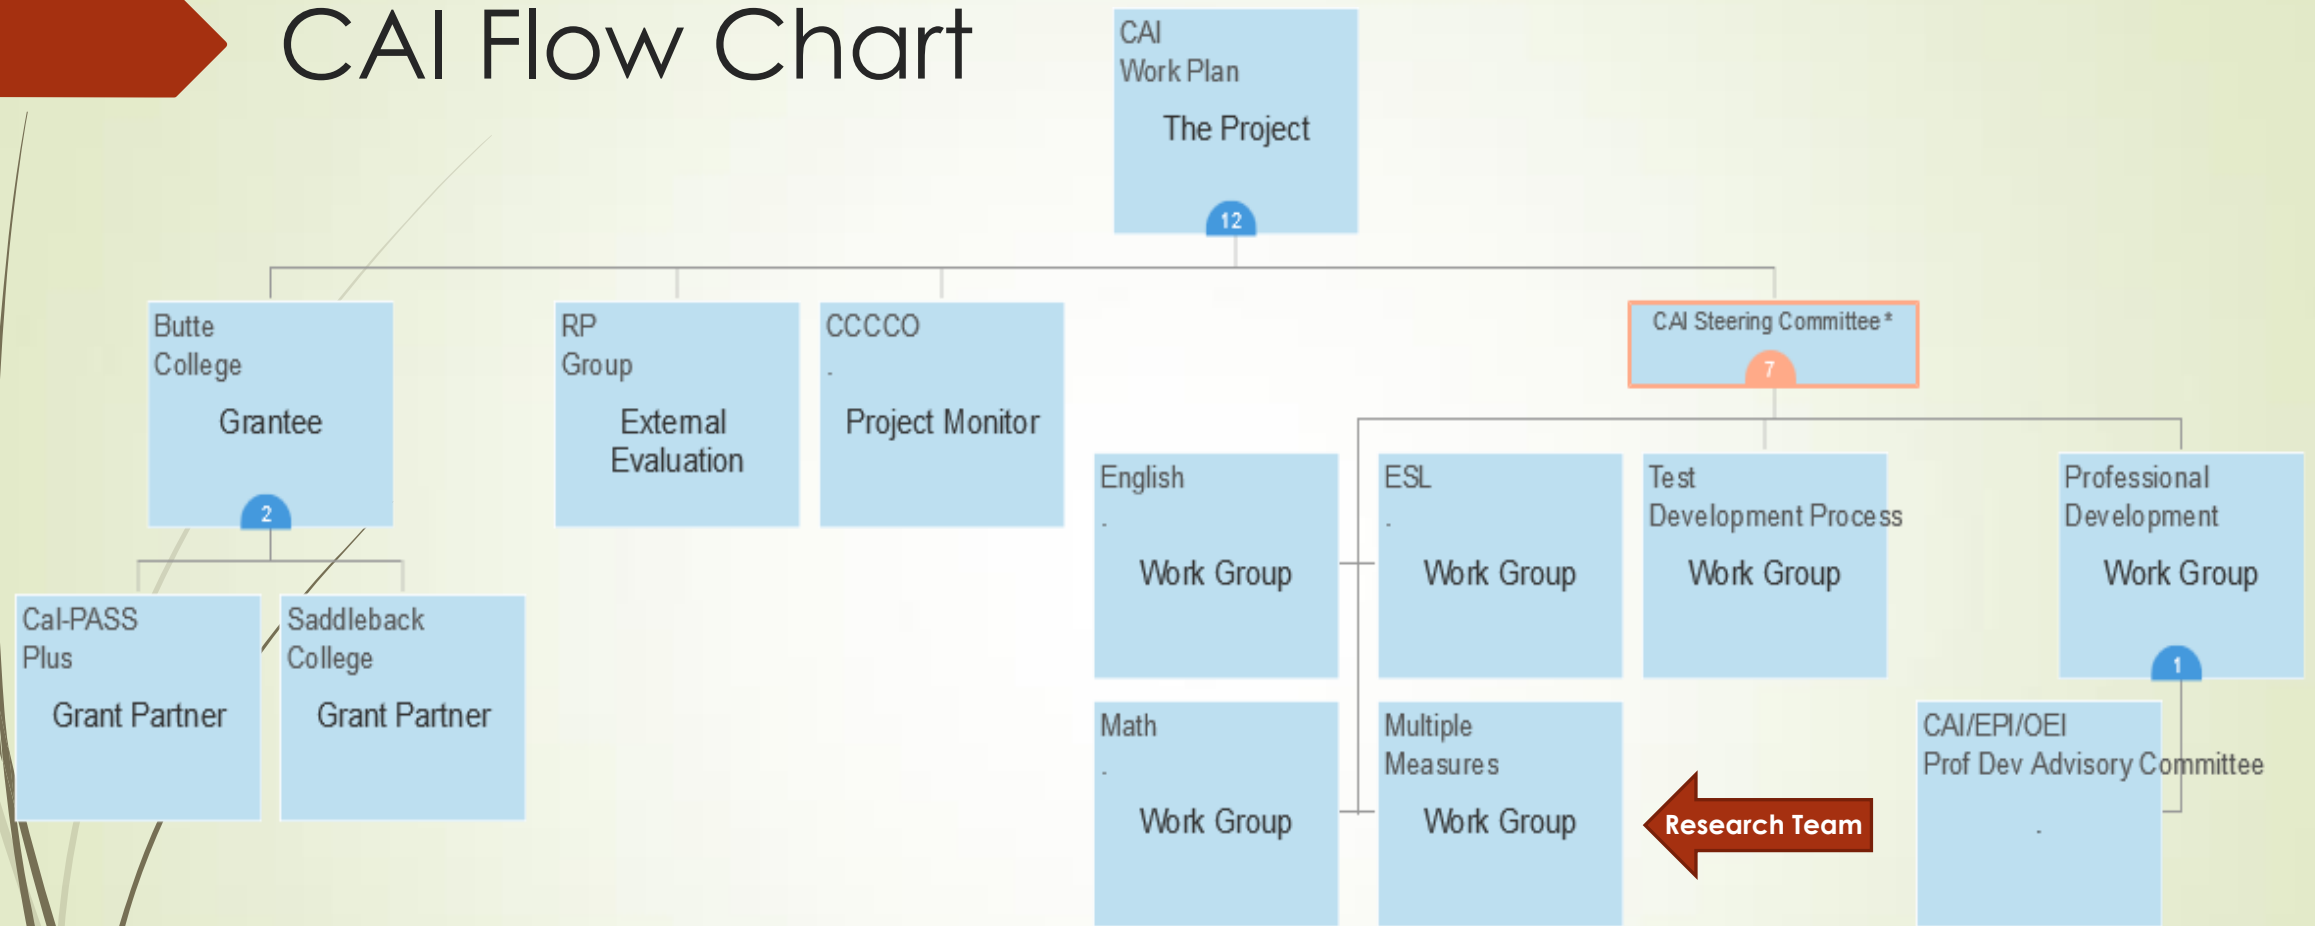 CAI Flow Chart
CAI
Work Plan
The Project
12
Butte
College
Grantee
2
RP
Group
External
Evaluation
CCCCO
.
Project Monitor
CAI Steering Committee *
7
Cal-PASS
Plus
Grant Partner
Saddleback
College
Grant Partner
English
.
Work Group
ESL
.
Work Group
Test
Development Process
Work Group
Professional
Development
Work Group
1
Math
.
Work Group
Multiple
Measures
Work Group
Research Team
CAI/EPI/OEI
Prof Dev Advisory Committee
.